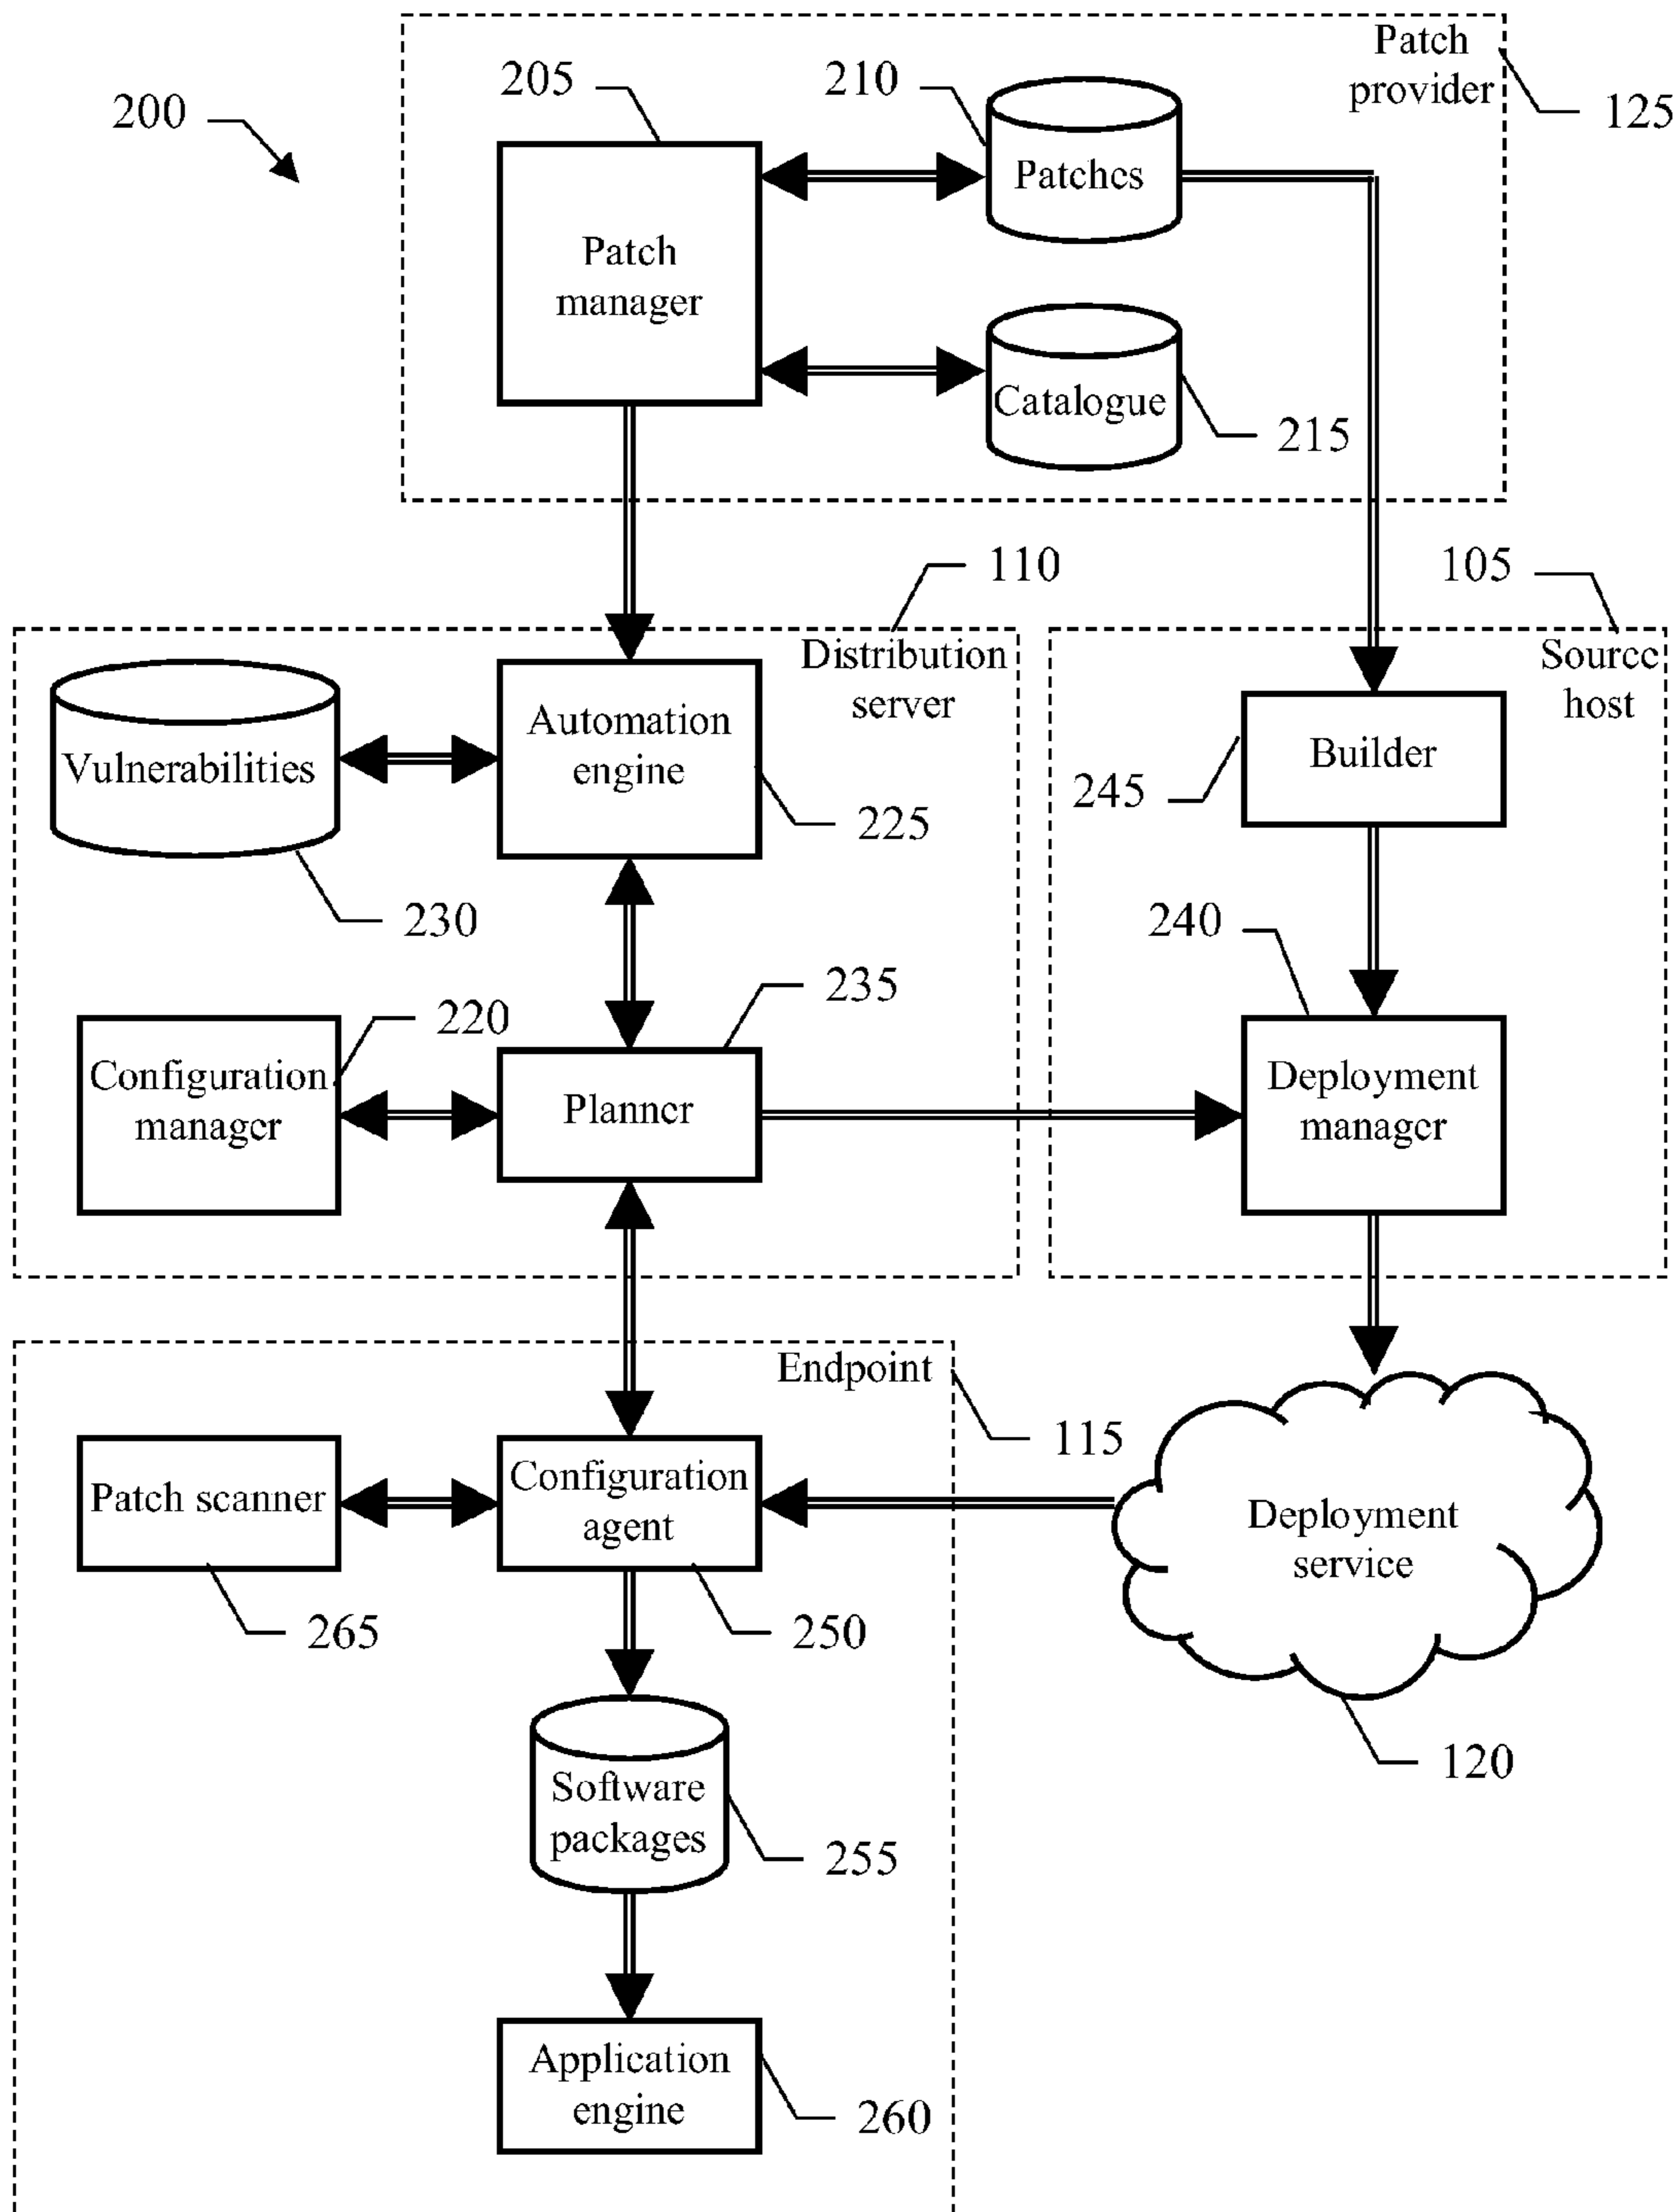 Patch
provider
125
200
205
210
Patch
manager
Patches
Catalogue
215
110
105
Distribution
server
Source
host
Vulnerabilities
Automation
engine
225
230
Builder
245
240
235
220
Configuration
manager
Planner
Deployment
manager
Endpoint
115
Patch scanner
265
Configuration
agent
250
Deployment
service
120
Software
packages
255
Application
engine
260